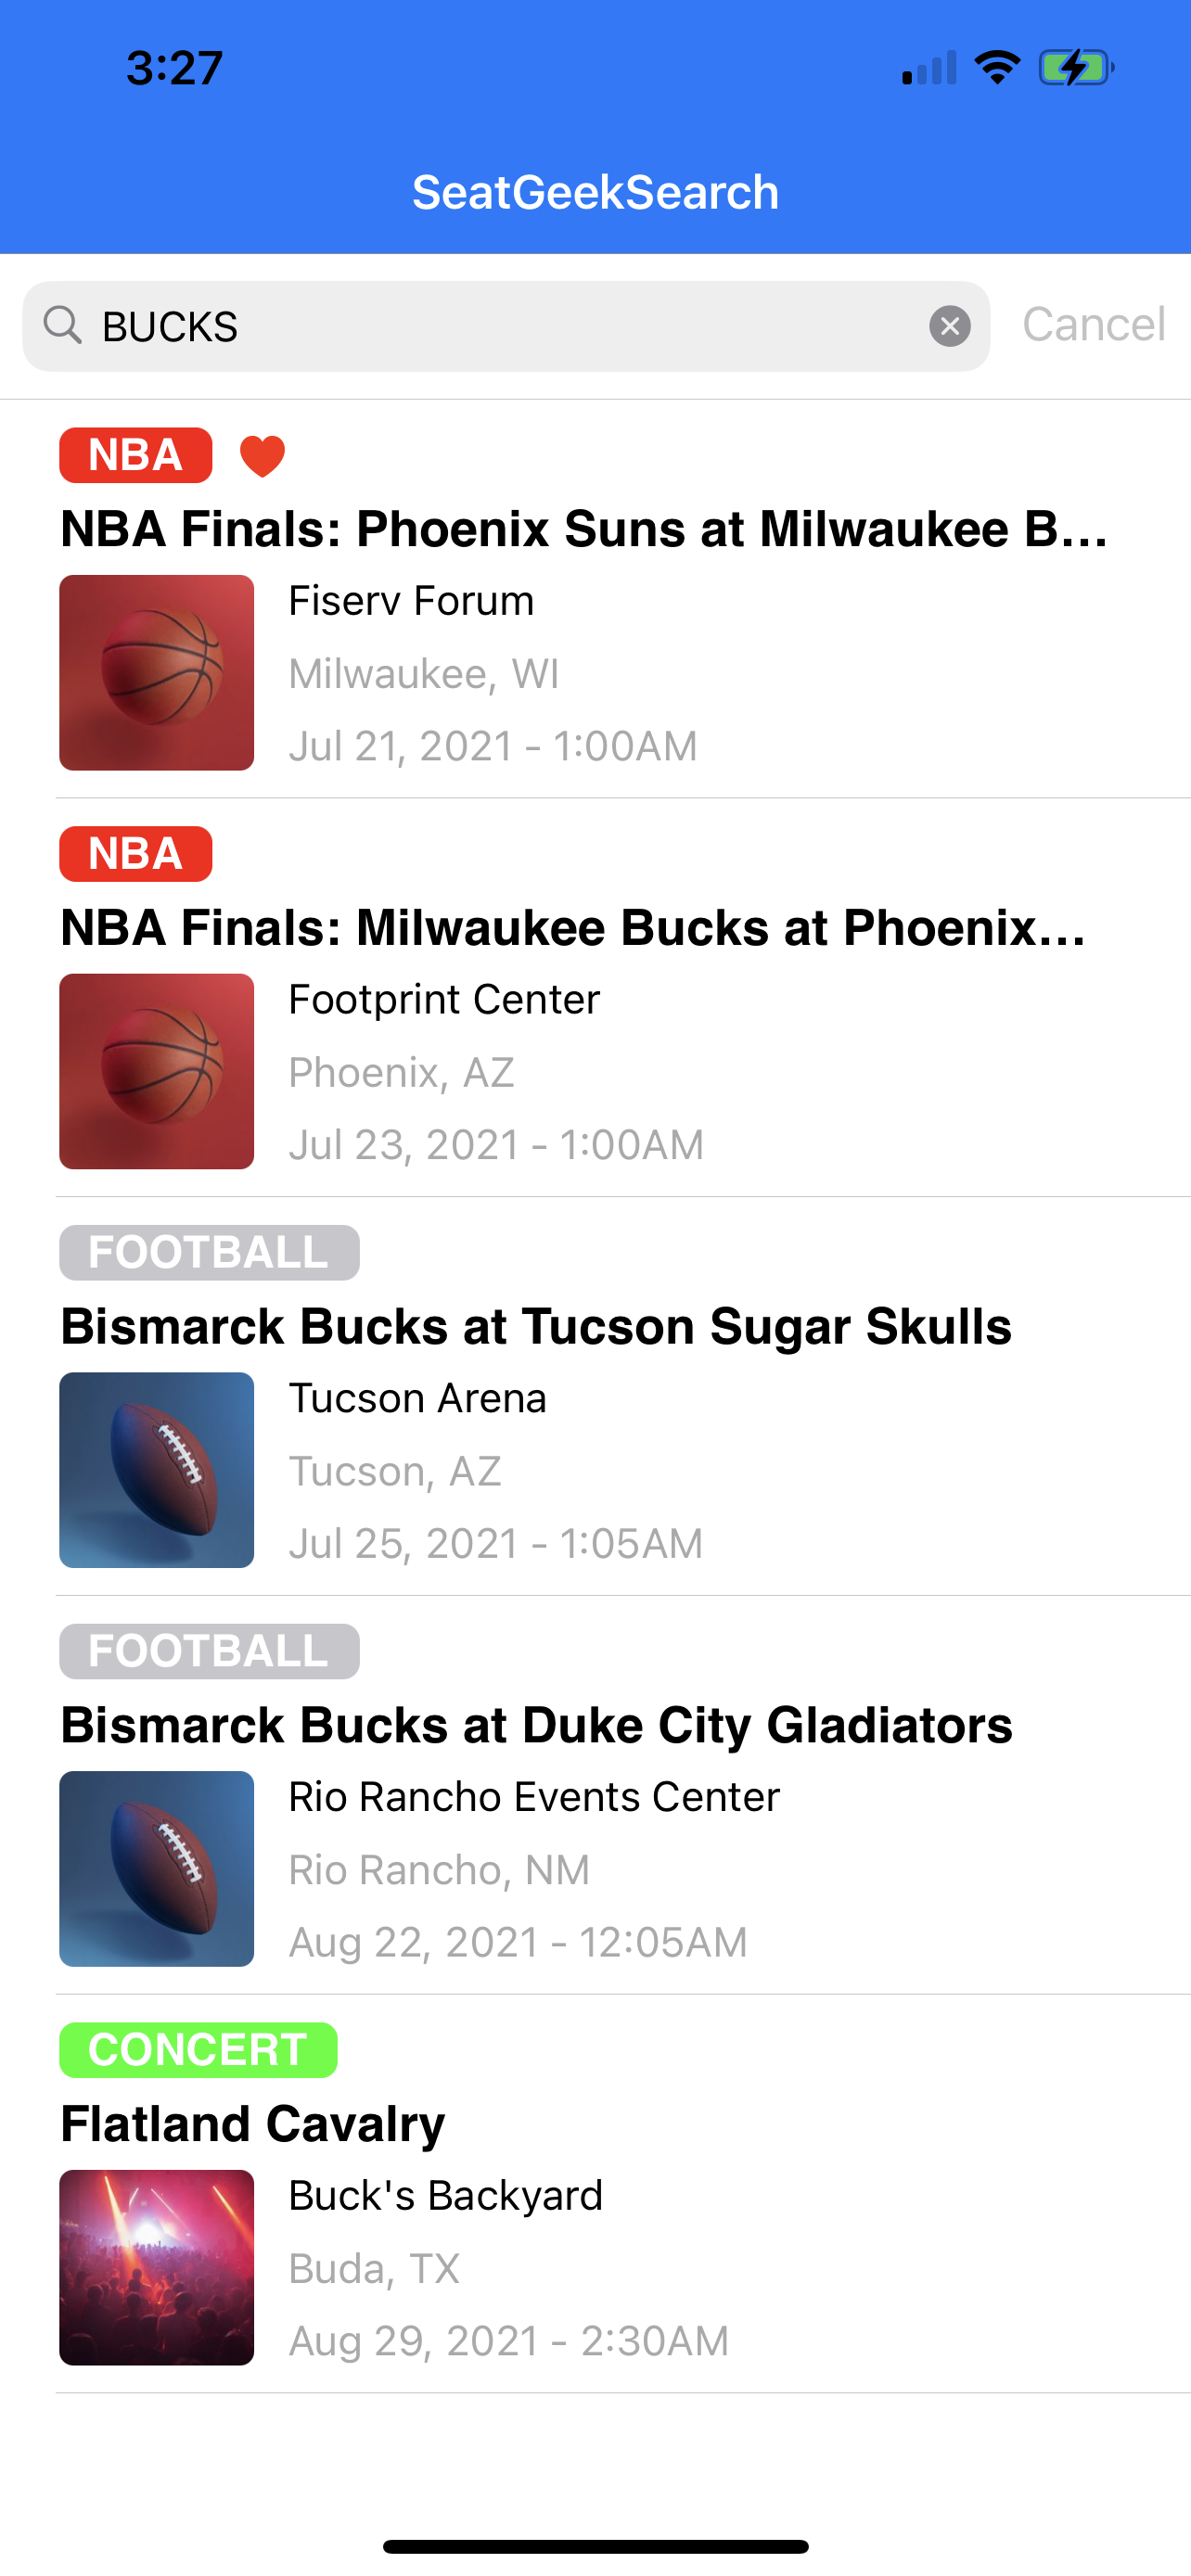 3:27
SeatGeekSearch
BUCKS
Cancel
NBA
NBA Finals: Phoenix Suns at Milwaukee B...
Fiserv Forum
Milwaukee, WI
Jul 21, 2021 - 1:00AM
NBA
NBA Finals: Milwaukee Bucks at Phoenix...
Footprint Center
Phoenix, AZ
Jul 23, 2021 - 1:00AM
FOOTBALL
Bismarck Bucks at Tucson Sugar Skulls
Tucson Arena
Tucson, AZ
Jul 25, 2021 - 1:05AM
FOOTBALL
Bismarck Bucks at Duke City Gladiators
Rio Rancho Events Center
Rio Rancho, NM
Aug 22, 2021 - 12:05AM
CONCERT
Flatland Cavalry
Buck's Backyard
Buda, TX
Aug 29, 2021 - 2:30AM